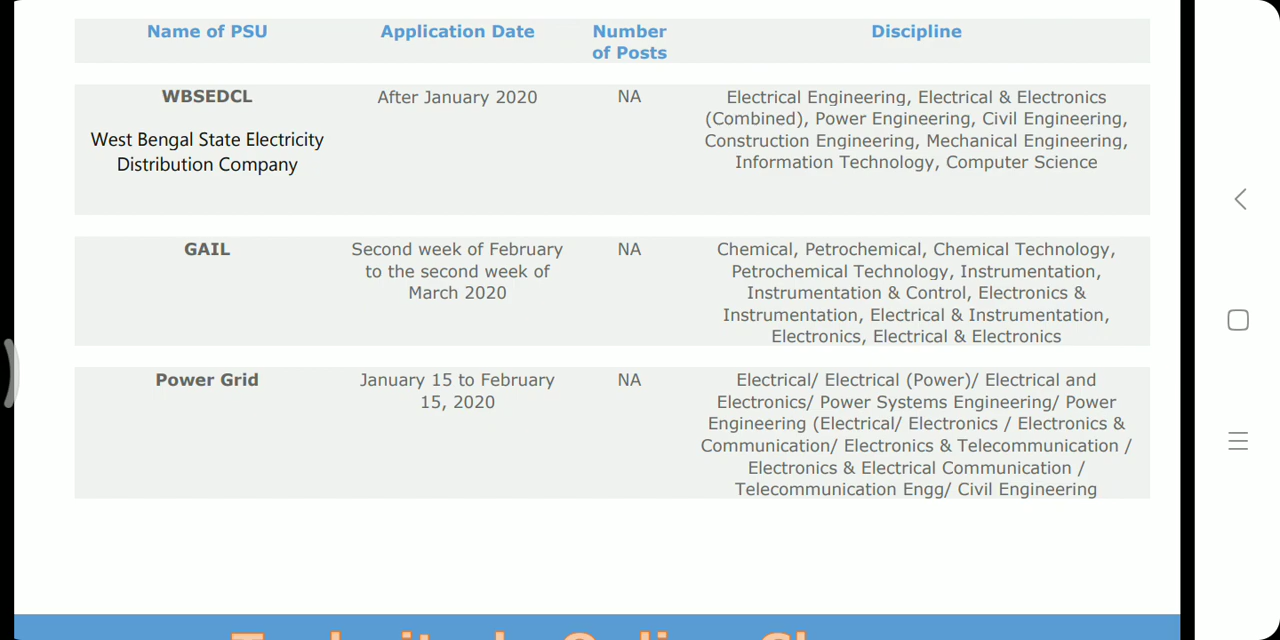 Name of PSU
Application Date
Number
of Posts
Discipline
WBSEDCL
West Bengal State Electricity
Distribution Company
After January 2020
NA
Electrical Engineering, Electrical & Electronics
(Combined), Power Engineering, Civil Engineering,
Construction Engineering, Mechanical Engineering,
Information Technology, Computer Science
GAIL
Second week of February
to the second week of
March 2020
NA
Chemical, Petrochemical, Chemical Technology,
Petrochemical Technology, Instrumentation,
Instrumentation & Control, Electronics &
Instrumentation, Electrical & Instrumentation,
Electronics, Electrical & Electronics
Power Grid
January 15 to February
15, 2020
NA
Electrical/ Electrical (Power)/ Electrical and
Electronics/ Power Systems Engineering/ Power
Engineering (Electrical/ Electronics / Electronics &
Communication/ Electronics & Telecommunication /
Electronics & Electrical Communication /
Telecommunication Engg/ Civil Engineering